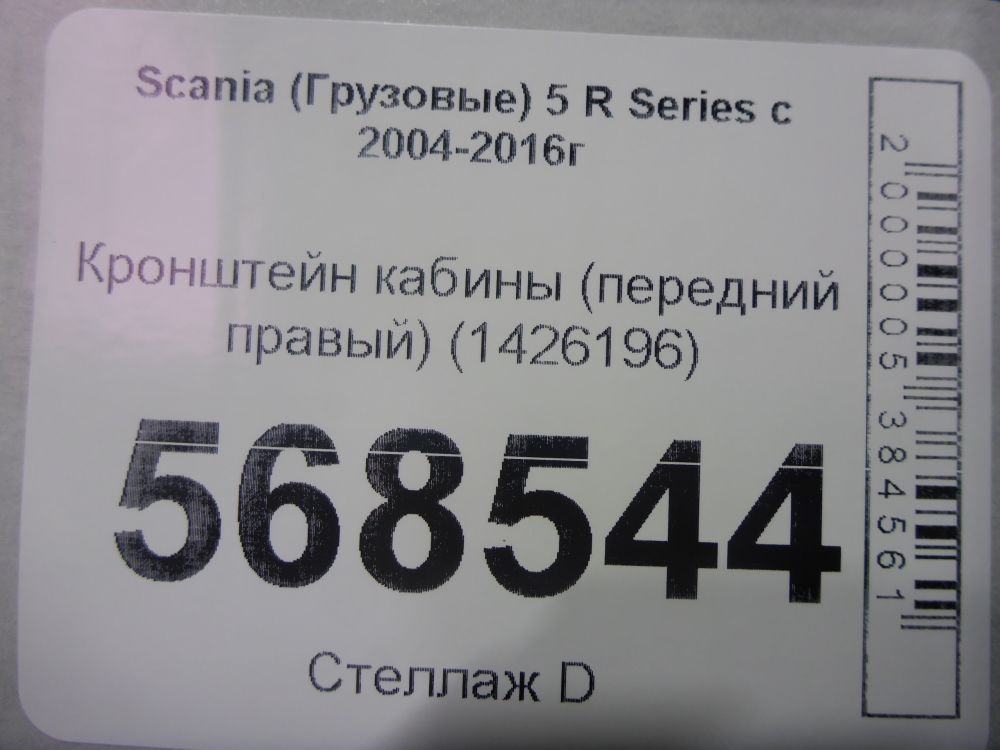 Scania (Грузовые) 5 R Series с
2004-2016г
Кронштейн кабины (передний
правый) (1426196)
568544
Стеллаж D
2000005384561